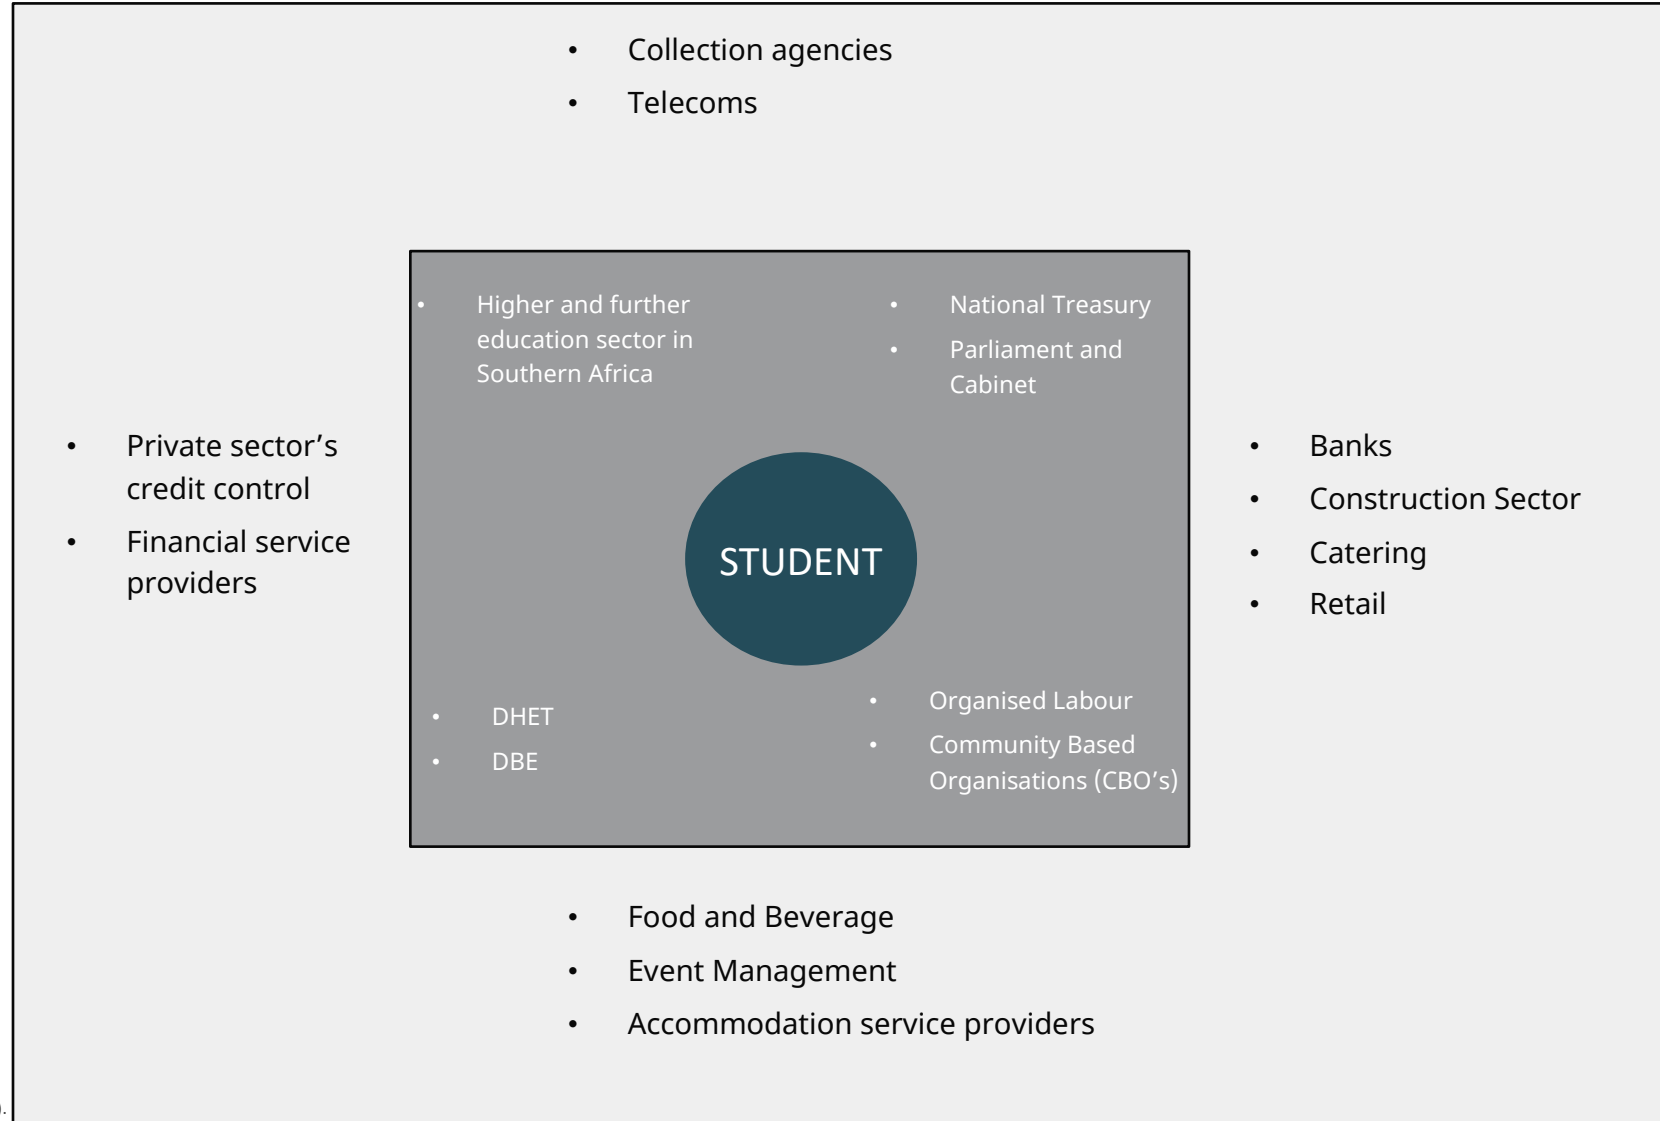 • Collection agencies
• Telecoms
• Higher and further
education sector in
Southern Africa
• National Treasury
• Parliament and
Cabinet
• Private sector’s
credit control
• Financial service
providers
STUDENT
• Banks
• Construction Sector
• Catering
• Retail
• DHET
• DBE
• Organised Labour
• Community Based
Organisations (CBO’s)
• Food and Beverage
• Event Management
• Accommodation service providers